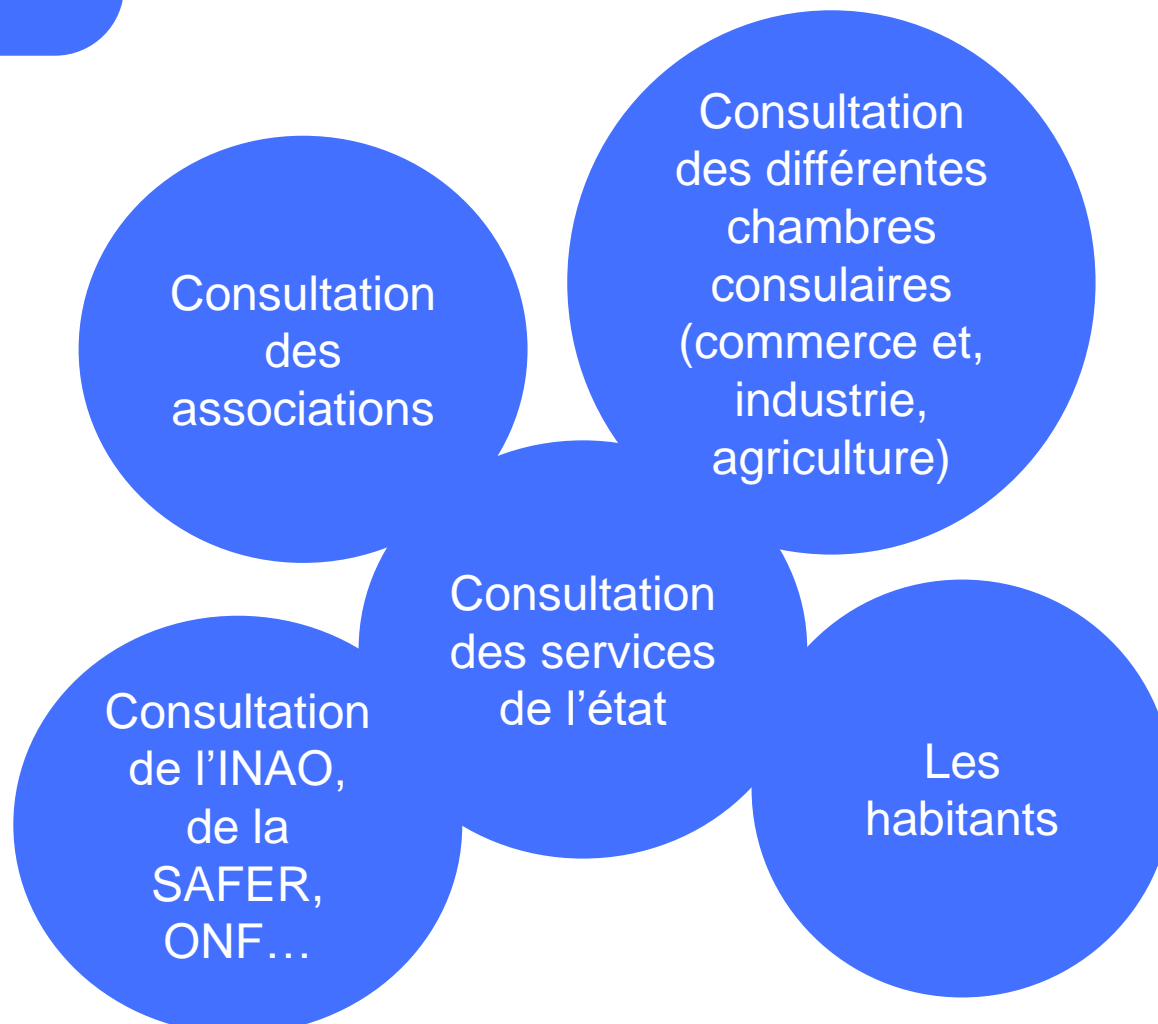 Consultation
des différentes
chambres
consulaires
(commerce et,
industrie,
agriculture)
Consultation
des
associations
Consultation
des services
de l’état
Consultation
de l’INAO,
de la
SAFER,
ONF…
Les
habitants